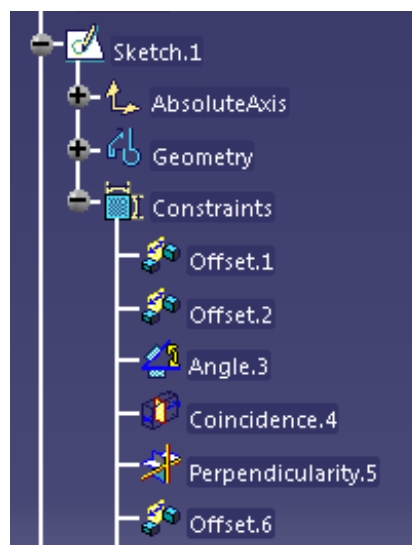 Sketch.1
AbsoluteAxis
Geometry
Constraints
Offset.1
Offset.2
Angle.3
Coincidence.4
Perpendicularity.5
Offset.6